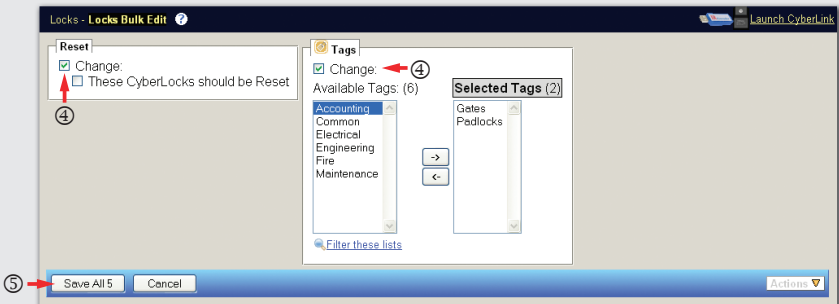 Locks - Locks Bulk Edit ?
Launch CyberLink
Reset
Change:
These CyberLocks should be Reset
④
Tags
Change: ④
Available Tags: (6)
Accounting
Common
Electrical
Engineering
Fire
Maintenance
->
<-
Selected Tags (2)
Gates
Padlocks
Filter these lists
⑤ Save All 5 Cancel
Actions